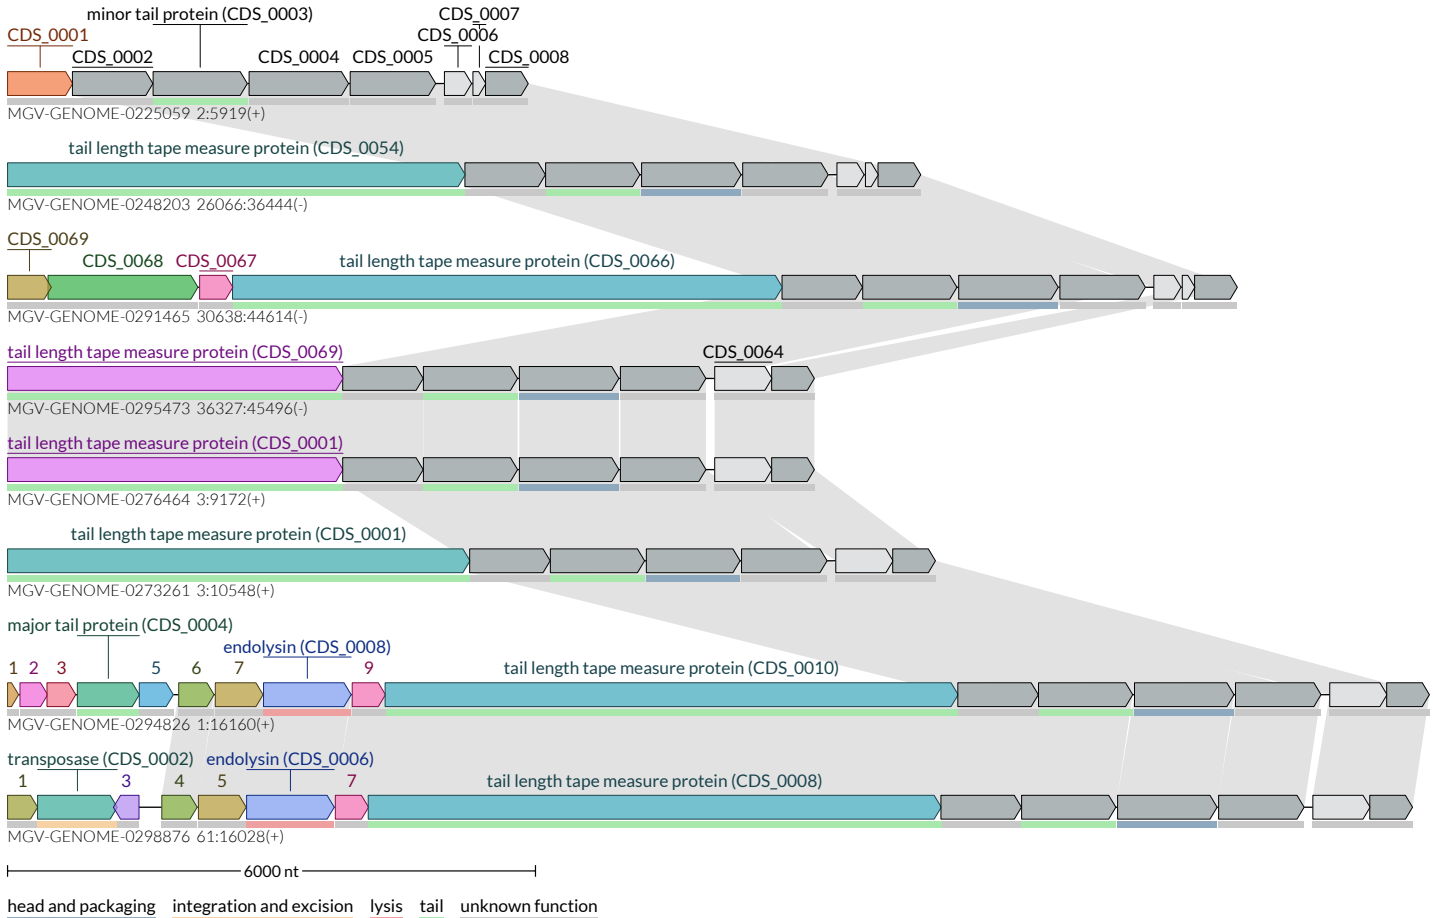 CDS_0007
minor tail protein (CDS_0003)
CDS_0001 CDS_0006
CDS_0002 CDS_0004 CDS_0005 CDS_0008
MGV-GENOME-0225059 2:5919(+)
tail length tape measure protein (CDS_0054)
MGV-GENOME-0248203 26066:36444(-)
CDS_0069
CDS_0068 CDS_0067 tail length tape measure protein (CDS_0066)
MGV-GENOME-0291465 30638:44614(-)
tail length tape measure protein (CDS_0069) CDS_0064
MGV-GENOME-0295473 36327:45496(-)
tail length tape measure protein (CDS_0001)
MGV-GENOME-0276464 3:9172(+)
tail length tape measure protein (CDS_0001)
MGV-GENOME-0273261 3:10548(+)
major tail protein (CDS_0004)
endolysin (CDS_0008)
1 2 3 5 6 7 9 tail length tape measure protein (CDS_0010)
MGV-GENOME-0294826 1:16160(+)
transposase (CDS_0002) endolysin (CDS_0006)
1 3 4 5 7 tail length tape measure protein (CDS_0008)
MGV-GENOME-0298876 61:16028(+)
6000 nt
head and packaging integration and excision lysis tail unknown function